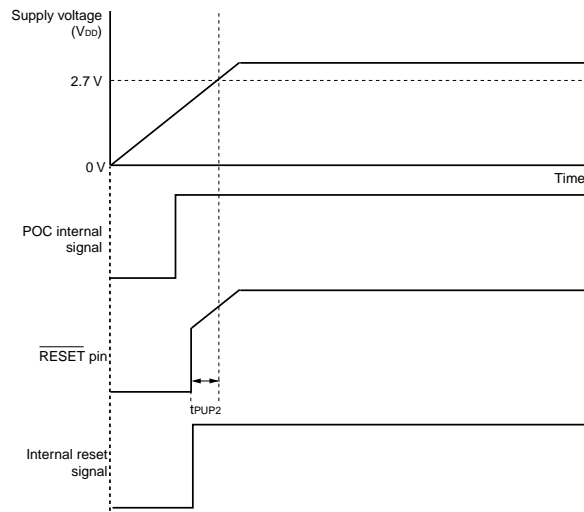 Supply voltage
(VDD)
2.7 V
0 V
Time
POC internal
signal
RESET pin
tPUP2
Internal reset
signal